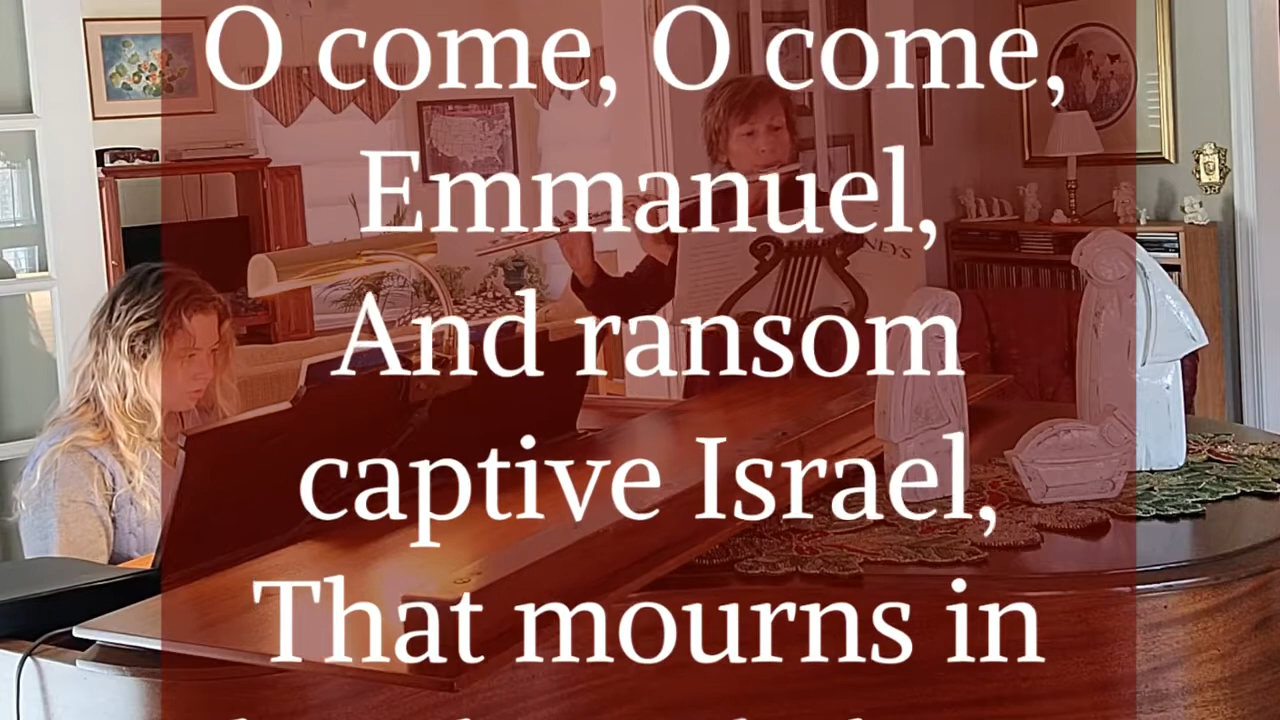 O come, O come,
Emmanuel,
And ransom
captive Israel,
That mourns in